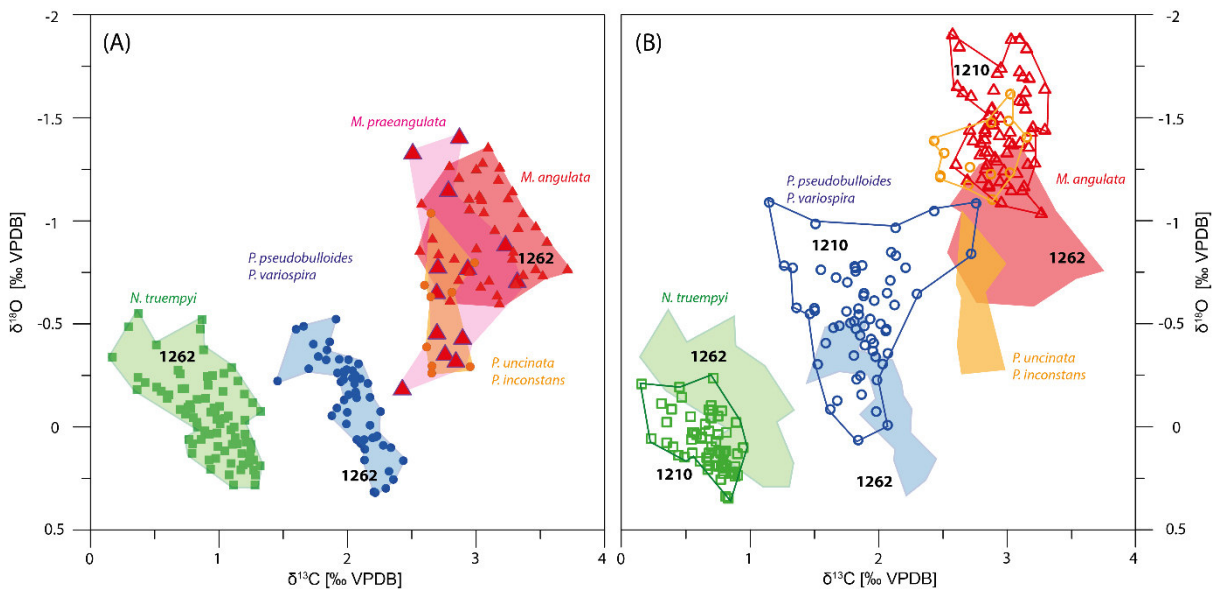 (A)
-2
-1.5
-1
-0.5
0
0.5
δ18O [‰ VPDB]
M. praeangulata
M. angulata
1262
P. pseudobulloides
P. variospira
N. truempyi
1262
P. uncinata
P. inconstans
1262
0
1
2
3
4
δ13C [‰ VPDB]
(B)
1210
M. angulata
P. pseudobulloides
P. variospira
1210
1262
N. truempyi
1262
P. uncinata
P. inconstans
1210
1262
-2
-1.5
-1
-0.5
0
0.5
δ18O [‰ VPDB]
0
1
2
3
4
δ13C [‰ VPDB]